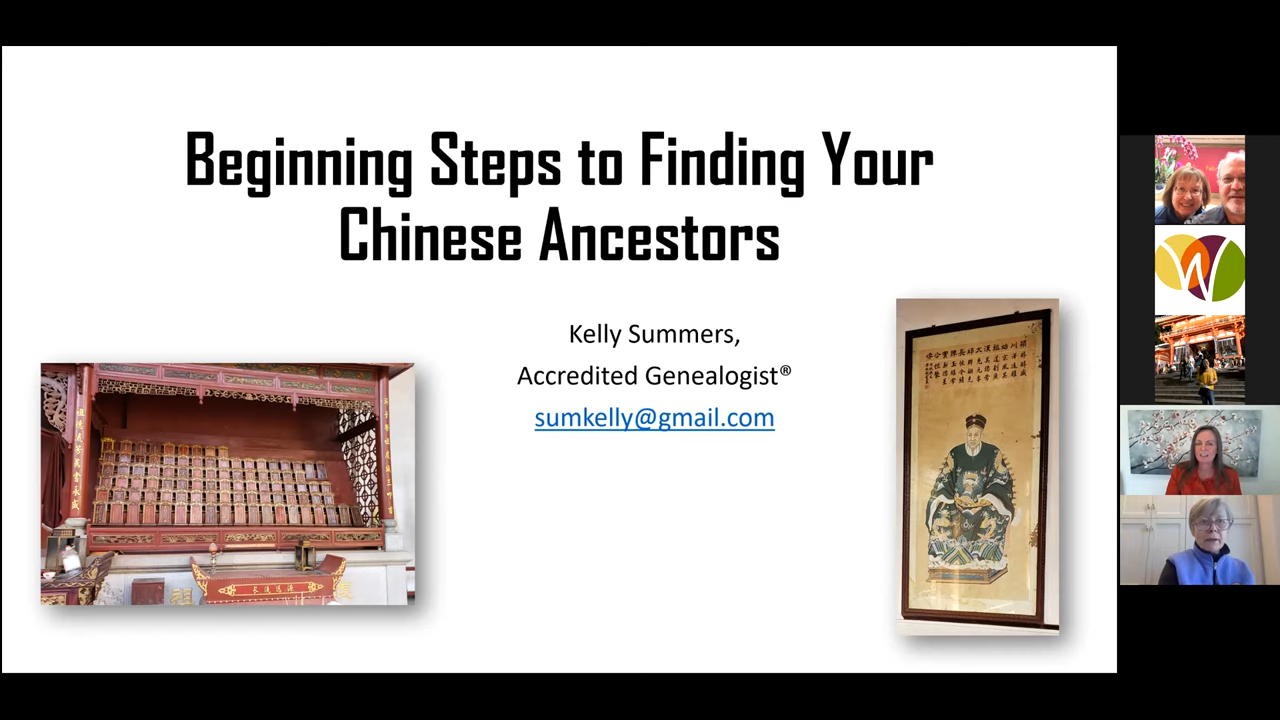 Beginning Steps to Finding Your
Chinese Ancestors
Kelly Summers,
Accredited Genealogist®
sumkelly@gmail.com